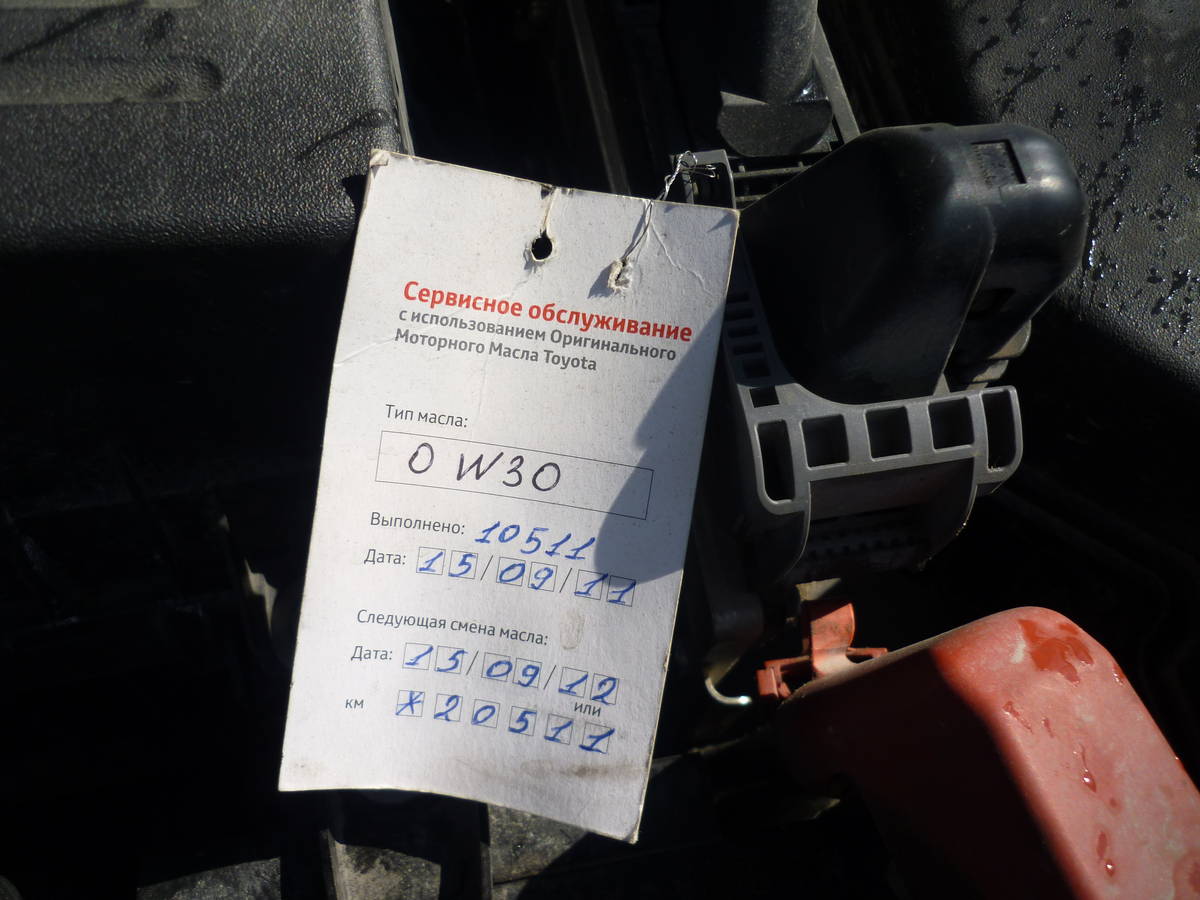 Сервисное обслуживание
с использованием Оригинального
Моторного Масла Toyota
Тип масла:
0 W30
Выполнено: 10511
Дата: 15/09/11
Следующая смена масла:
Дата: 15/09/12
или
км X20511